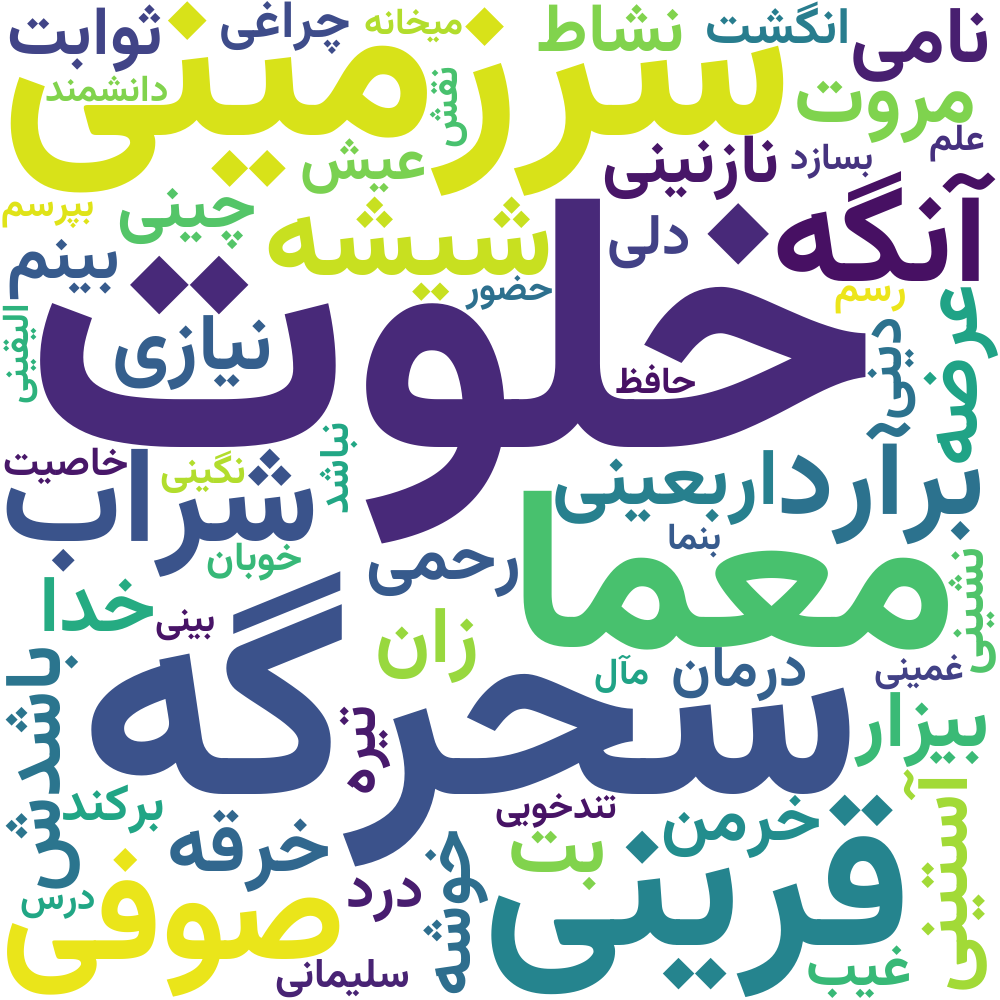 ثوابت
چراغی
میخانه
نشاط
انگشت
نامی
سرزمینی
دانشمند
نقش
مروت
علم
عیش
نازنینی
بسازد
بپرسم
چینی
شیشه
دلی
آنگه
بینم
حضور
رسم
عرضه
خلوت
نیازی
الیقینی
دینی
حافظ
خاصیت
نگینی
نباشد
شراب
اربعینی
برآرد
بنما
خوبان
رحمی
معما
نشینی
خدا
بینی
زان
سحرگه
مآل
درمان
غمینی
باشدش
تیره
بیزار
برکند
خرقه
تندخویی
خرمن
بت
آستینی
قرینی
صوفی
درس
درد
خوشه
سلیمانی
غیب